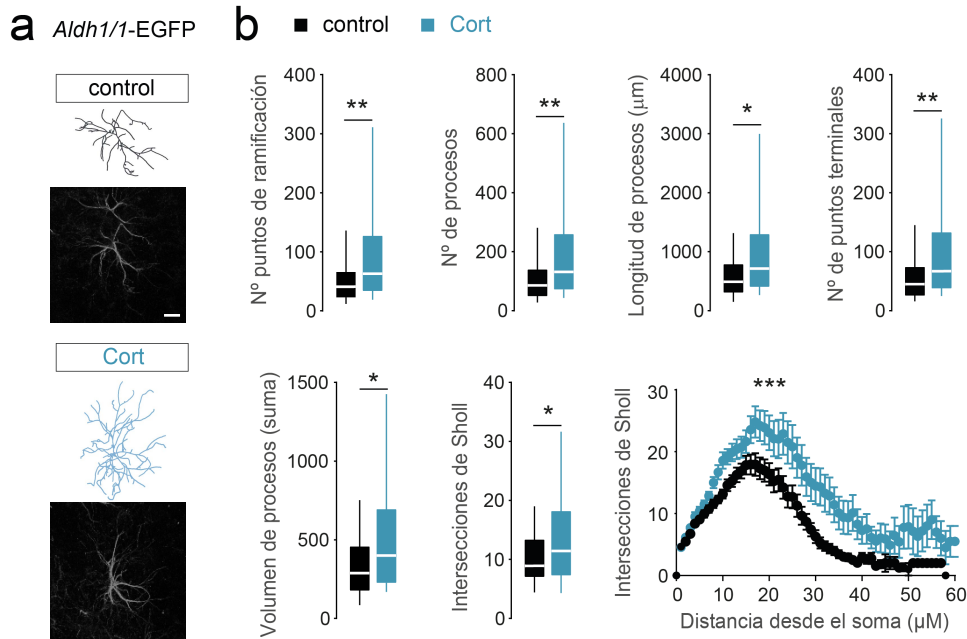 a
Aldh1/1-EGFP
control
Cort
b
control
Cort
Nº puntos de ramificación
400
300
200
100
0
**
Nº de procesos
800
600
400
200
0
**
Longitud de procesos (μm)
4000
3000
2000
1000
0
*
Nº de puntos terminales
400
300
200
100
0
**
Volumen de procesos (suma)
1500
1000
500
0
*
Intersecciones de Sholl
40
30
20
10
0
*
Intersecciones de Sholl
30
20
10
0
***
0 10 20 30 40 50 60
Distancia desde el soma (μM)